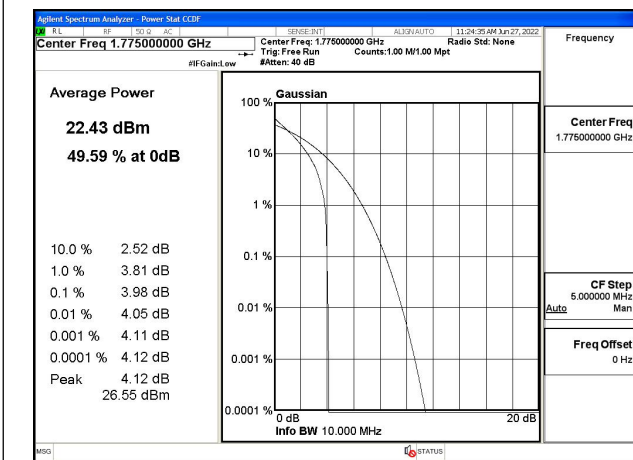 Agilent Spectrum Analyzer - Power Stat CCDF
RL RF 50 Ω AC SENSE:INT ALIGN AUTO 11:24:35 AM Jun 27, 2022
Center Freq 1.775000000 GHz
Center Freq: 1.775000000 GHz Radio Std: None
Trig: Free Run Counts:1.00 M/1.00 Mpt
#IFGain:Low #Atten: 40 dB
Frequency
Average Power
22.43 dBm
49.59 % at 0dB
10.0 % 2.52 dB
1.0 % 3.81 dB
0.1 % 3.98 dB
0.01 % 4.05 dB
0.001 % 4.11 dB
0.0001 % 4.12 dB
Peak 4.12 dB
26.55 dBm
Gaussian
100 %
10 %
1 %
0.1 %
0.01 %
0.001 %
0.0001 %
0 dB 20 dB
Info BW 10.000 MHz
Center Freq
1.775000000 GHz
CF Step
5.000000 MHz
Auto Man
Freq Offset
0 Hz
MSG STATUS